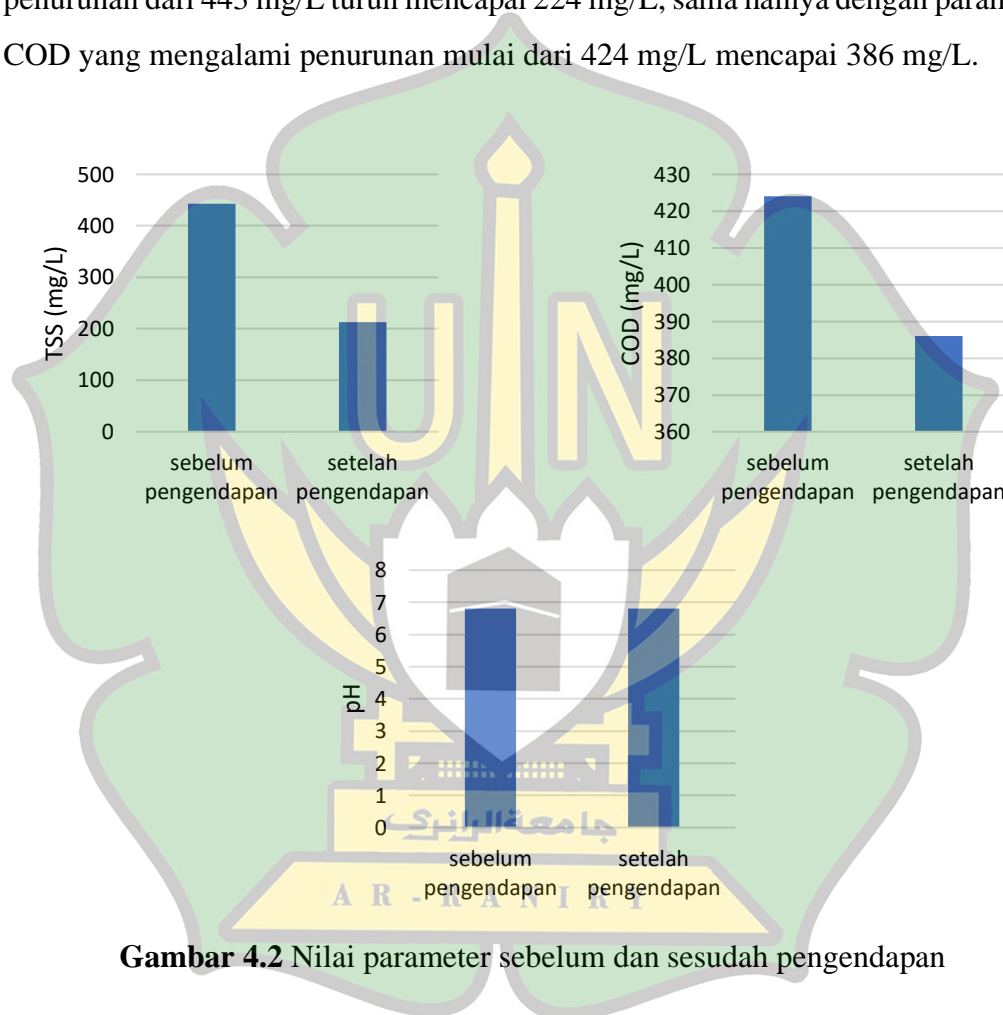 penurunan dari 443 mg/L turun mencapai 224 mg/L, sama halnya dengan
COD yang mengalami penurunan mulai dari 424 mg/L mencapai 386 mg/L.
500
400
300
200
100
0
TSS (mg/L)
sebelum pengendapan
setelah pengendapan
430
420
410
400
390
380
370
360
COD (mg/L)
sebelum pengendapan
setelah pengendapan
8
7
6
5
4
3
2
1
0
pH
sebelum pengendapan
setelah pengendapan
UIN
جامعة الرانري
AR-RANIRY
Gambar 4.2 Nilai parameter sebelum dan sesudah pengendapan